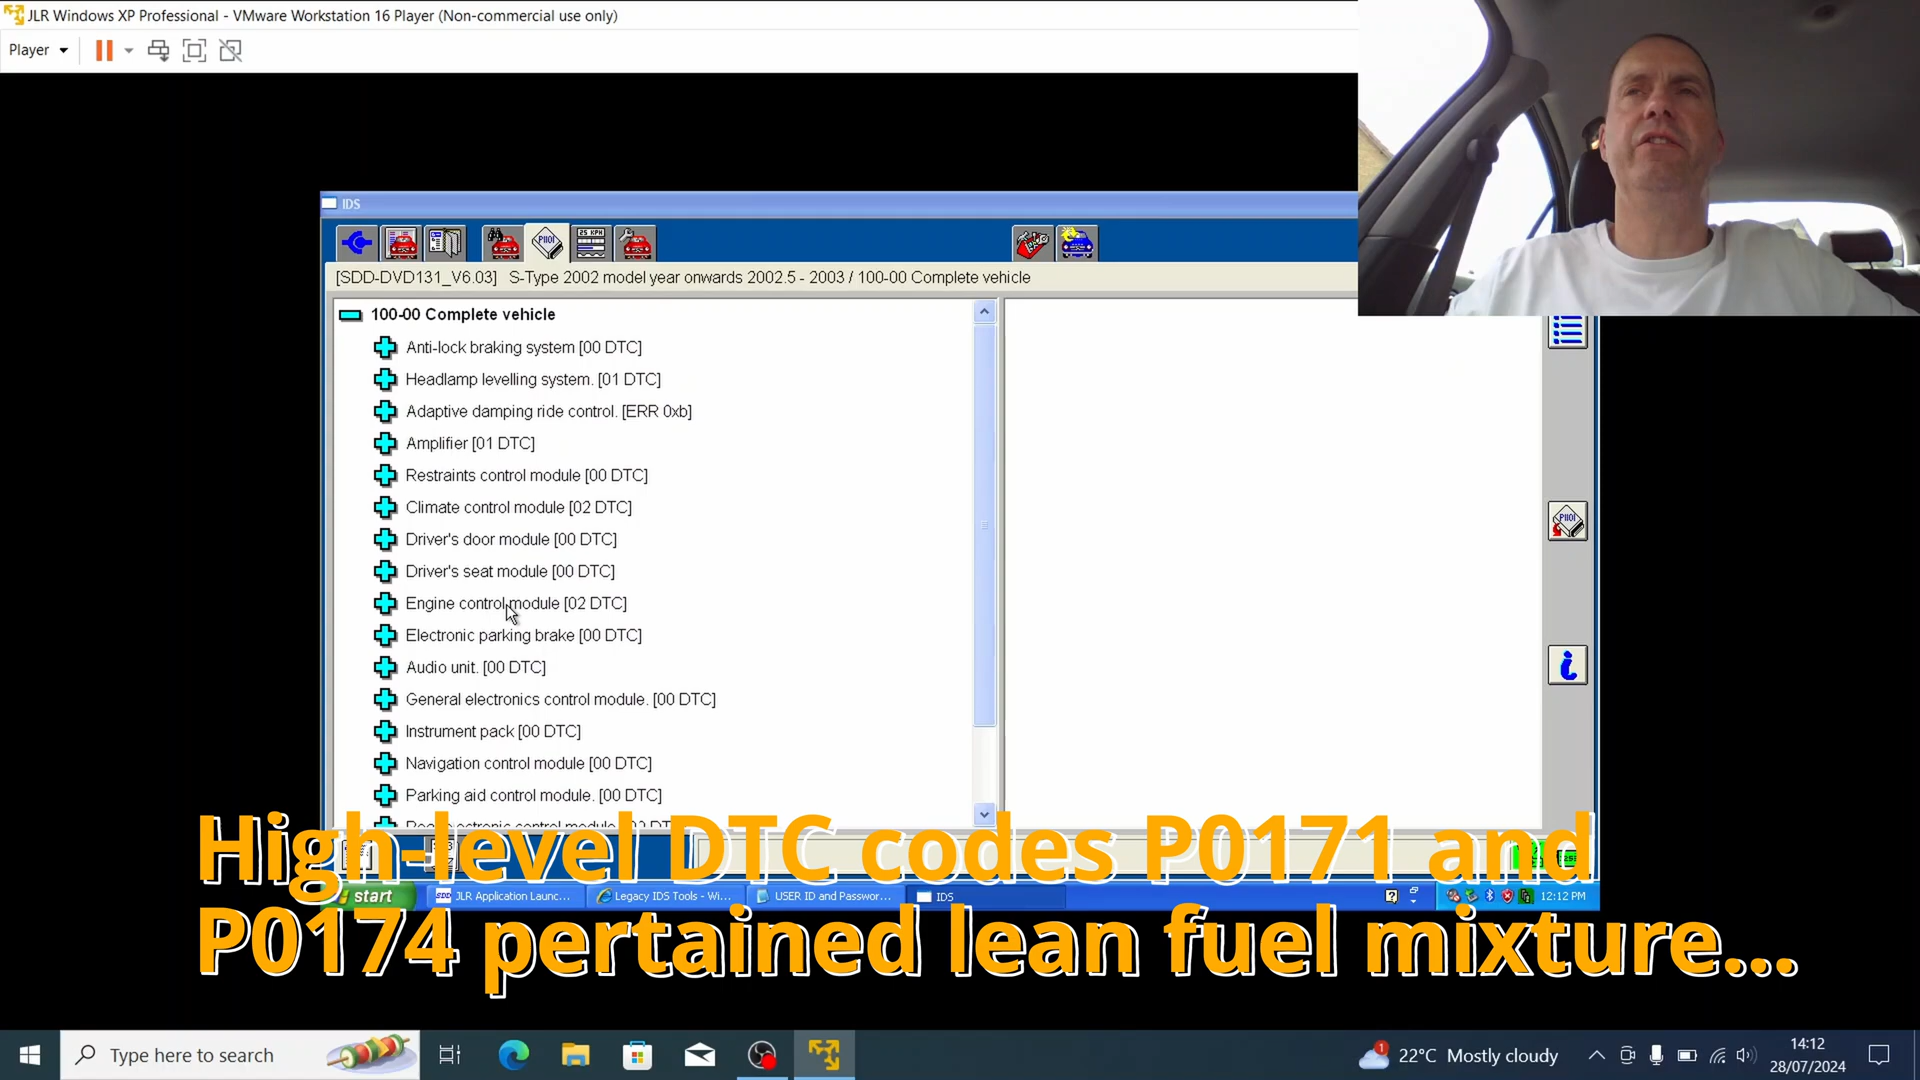 JLR Windows XP Professional - VMware Workstation 16 Player (Non-commercial use only)
Player
IDS
25 KPH
[SDD-DVD131_V6.03] S-Type 2002 model year onwards 2002.5 - 2003 / 100-00 Complete vehicle
100-00 Complete vehicle
Anti-lock braking system [00 DTC]
Headlamp levelling system. [01 DTC]
Adaptive damping ride control. [ERR 0xb]
Amplifier [01 DTC]
Restraints control module [00 DTC]
Climate control module [02 DTC]
Driver's door module [00 DTC]
Driver's seat module [00 DTC]
Engine control module [02 DTC]
Electronic parking brake [00 DTC]
Audio unit. [00 DTC]
General electronics control module. [00 DTC]
Instrument pack [00 DTC]
Navigation control module [00 DTC]
Parking aid control module. [00 DTC]
High-level DTC codes P0171 and
P0174 pertained lean fuel mixture...
start
SDD JLR Application Launc...
Legacy IDS Tools - Wi...
USER ID and Passwor...
IDS
12:12 PM
Type here to search
1
22°C Mostly cloudy
14:12
28/07/2024